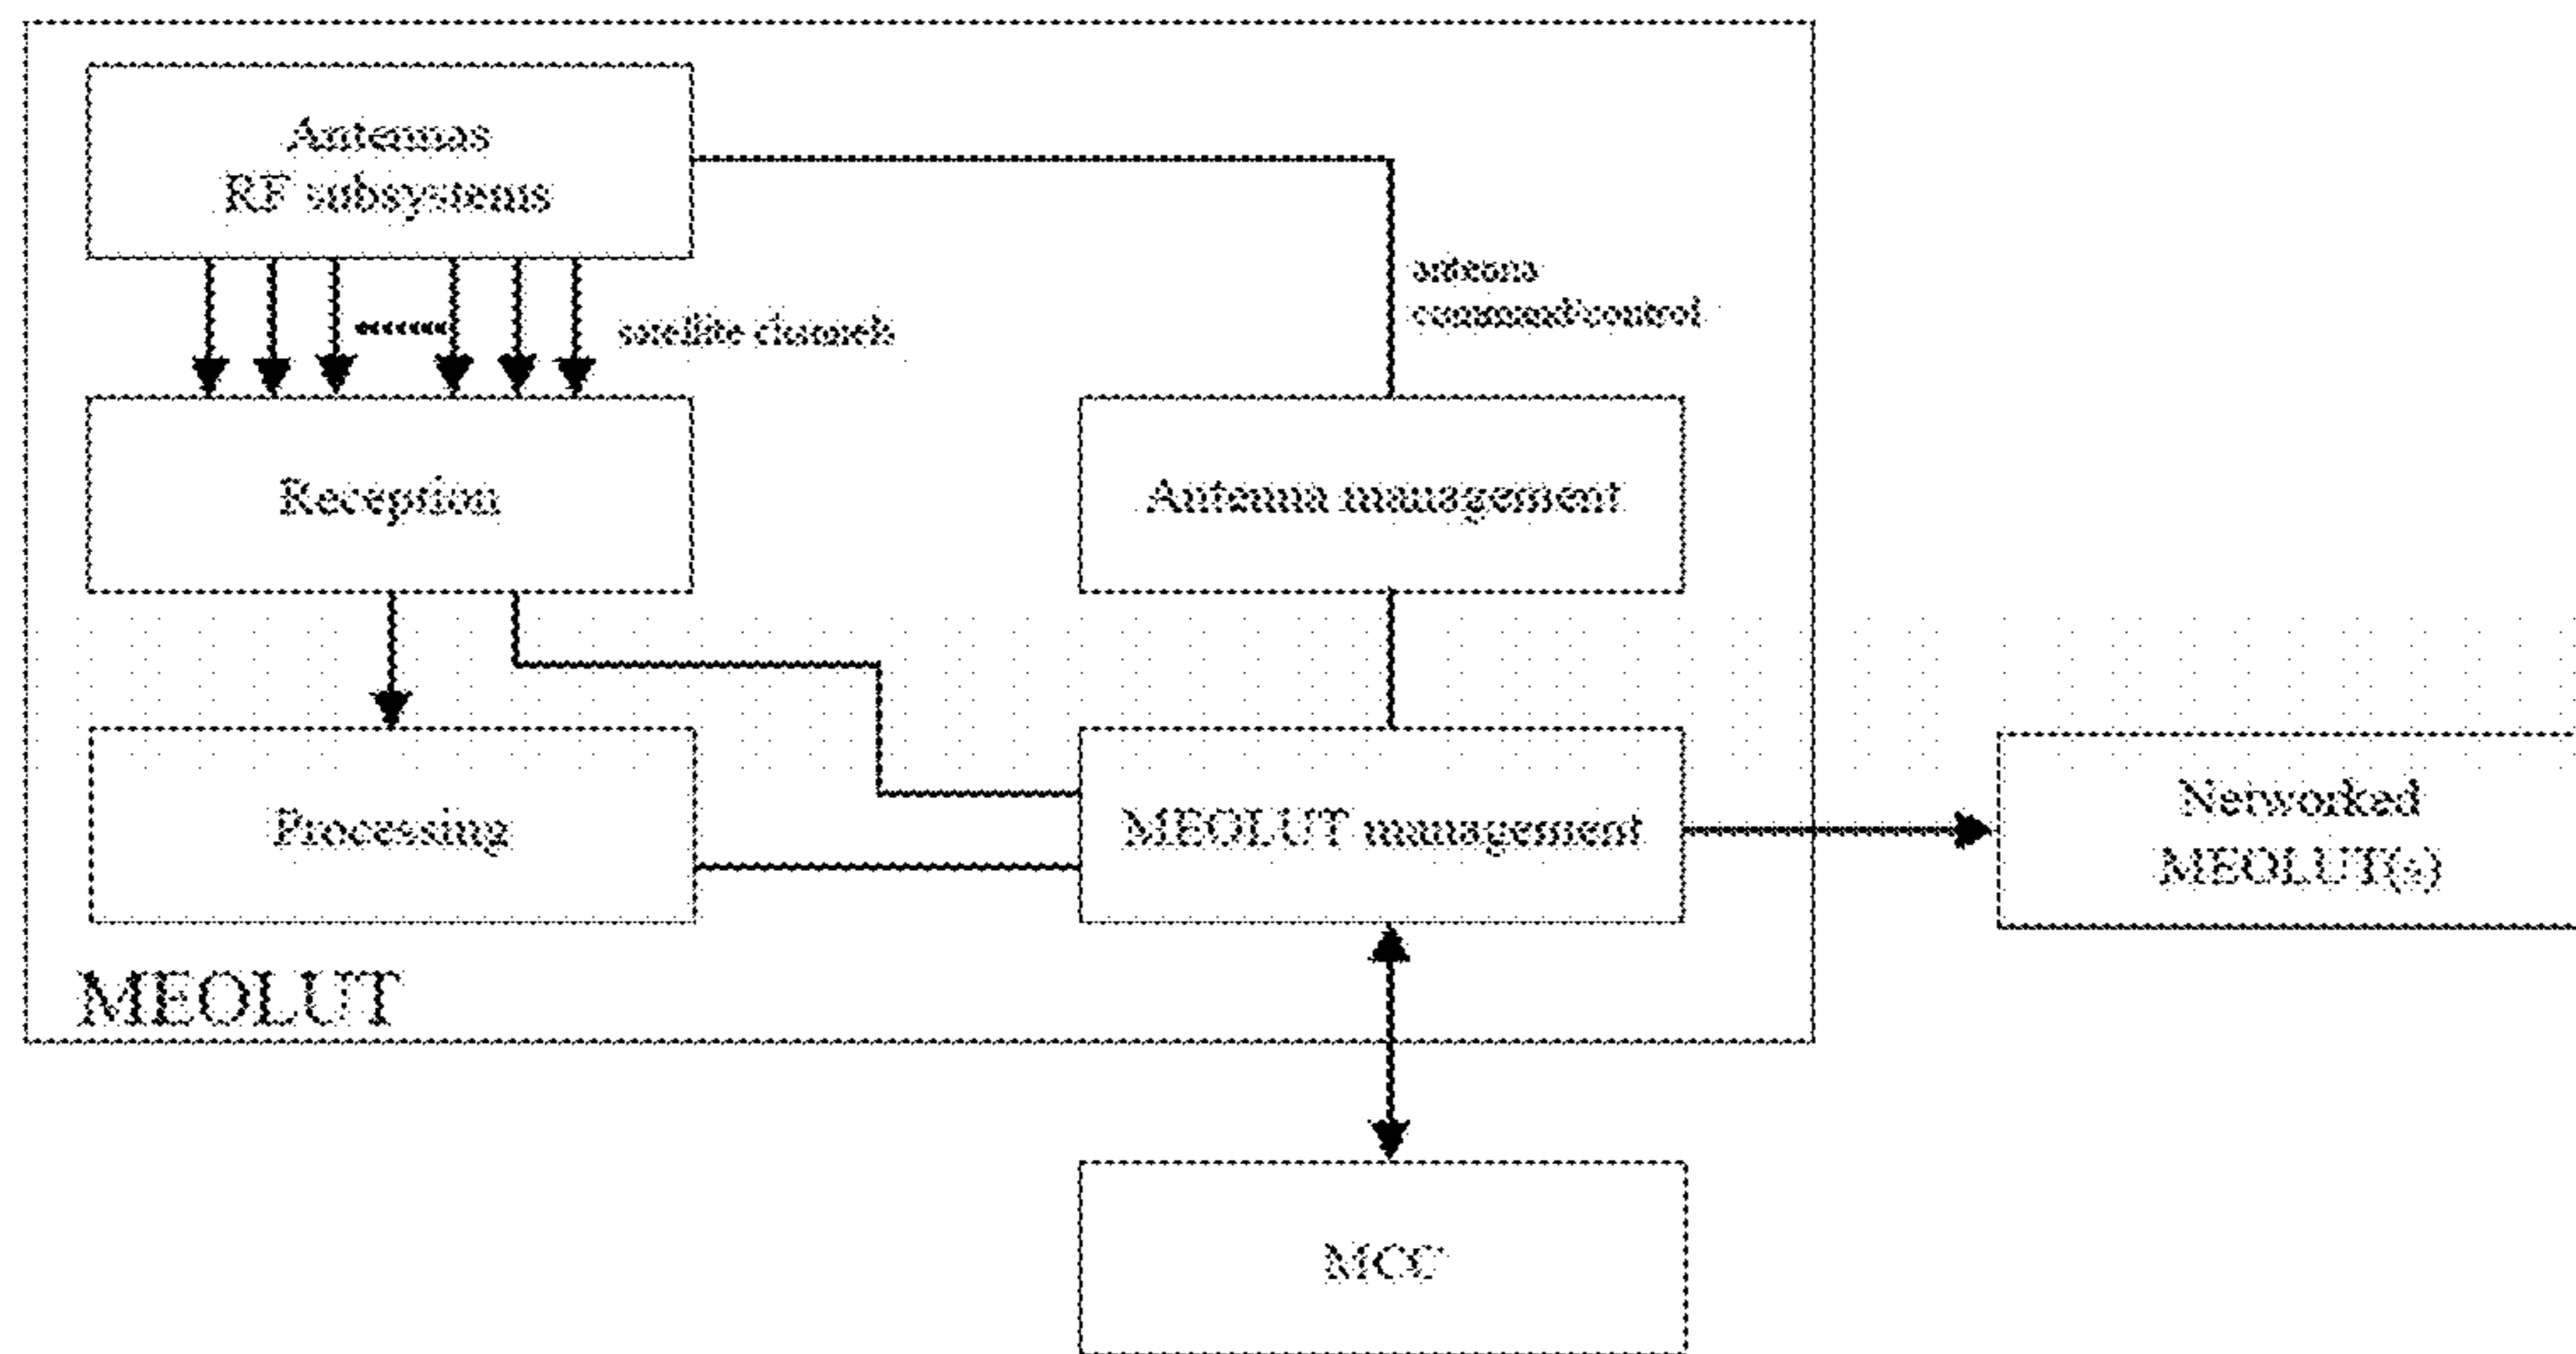 Antennas
RF subsystems
antenna
command/control
satellite channels
Reception
Antenna management
Processing
MEOLUT management
Networked
MEOLUT(s)
MEOLUT
MCC